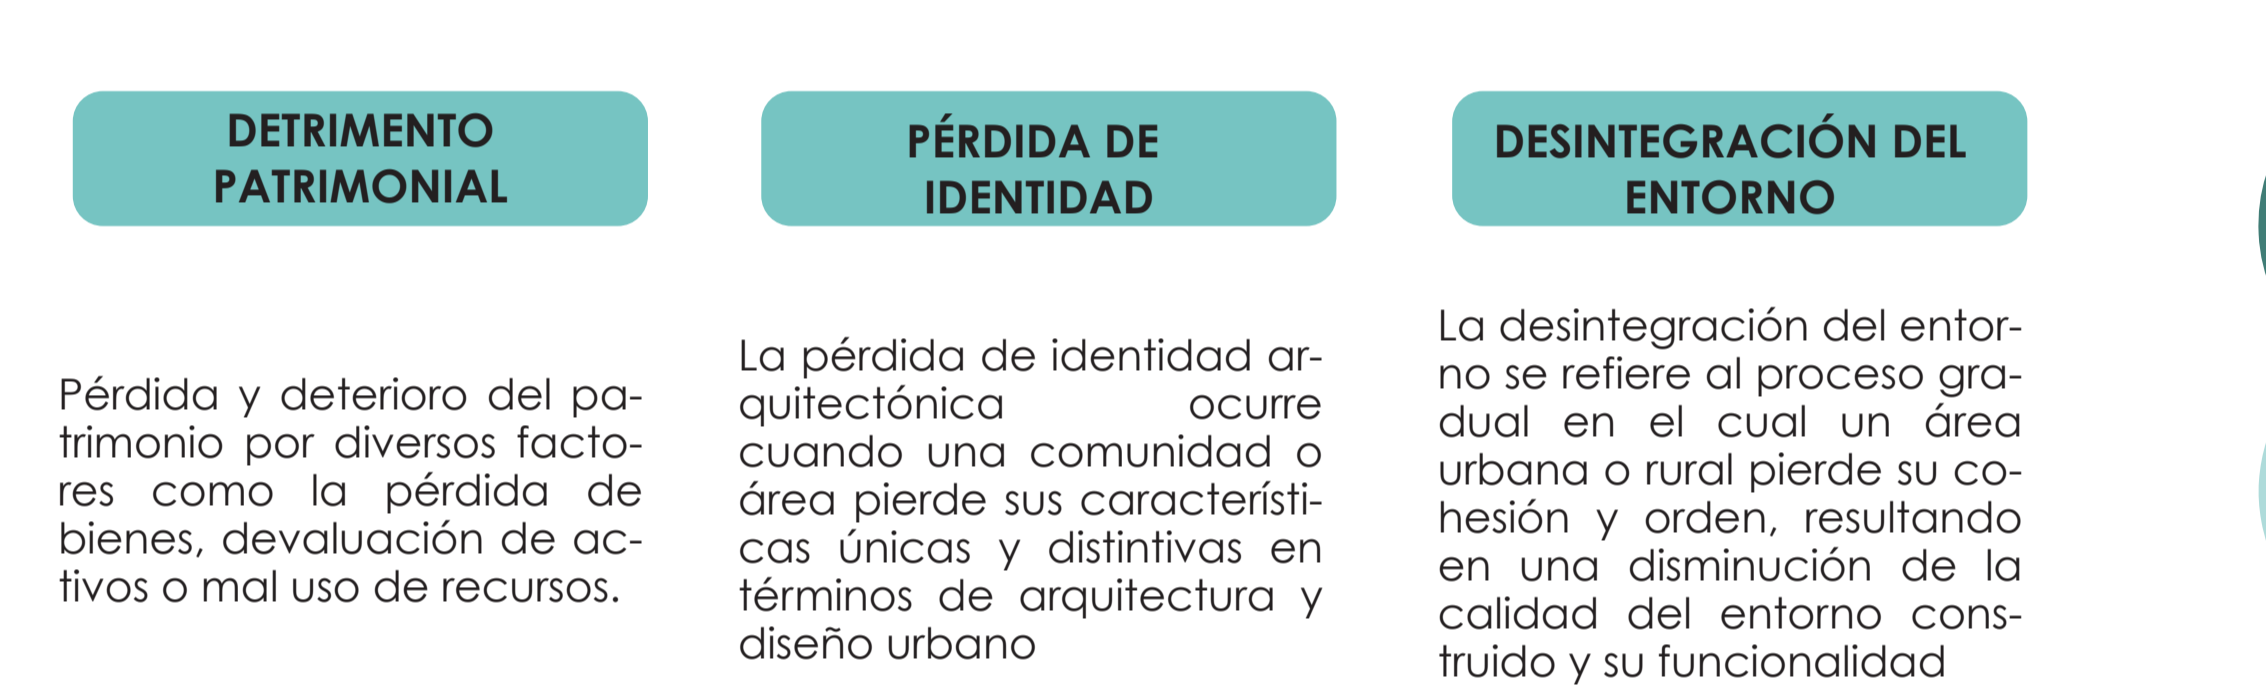 DETRIMENTO
PATRIMONIAL
Pérdida y deterioro del pa-
trimonio por diversos facto-
res como la pérdida de
bienes, devaluación de ac-
tivos o mal uso de recursos.
PÉRDIDA DE
IDENTIDAD
La pérdida de identidad ar-
quitectónica ocurre
cuando una comunidad o
área pierde sus característi-
cas únicas y distintivas en
términos de arquitectura y
diseño urbano
DESINTEGRACIÓN DEL
ENTORNO
La desintegración del entor-
no se refiere al proceso gra-
dual en el cual un área
urbana o rural pierde su co-
hesión y orden, resultando
en una disminución de la
calidad del entorno cons-
truido y su funcionalidad